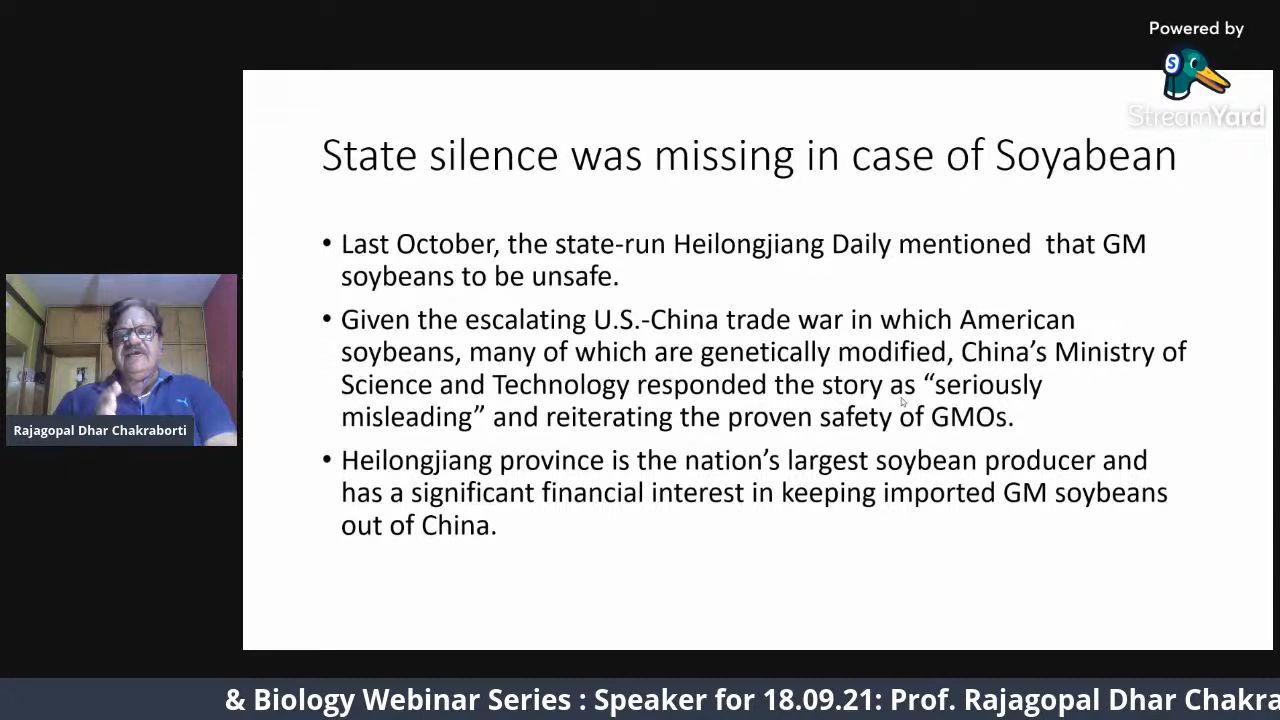 Powered by
S
StreamYard
State silence was missing in case of Soyabean
• Last October, the state-run Heilongjiang Daily mentioned that GM
soybeans to be unsafe.
• Given the escalating U.S.-China trade war in which American
soybeans, many of which are genetically modified, China’s Ministry of
Science and Technology responded the story as “seriously
misleading” and reiterating the proven safety of GMOs.
• Heilongjiang province is the nation’s largest soybean producer and
has a significant financial interest in keeping imported GM soybeans
out of China.
Rajagopal Dhar Chakraborti
& Biology Webinar Series : Speaker for 18.09.21: Prof. Rajagopal Dhar Chakra